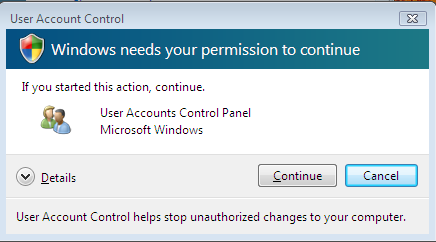 User Account Control
Windows needs your permission to continue
If you started this action, continue.
User Accounts Control Panel
Microsoft Windows
Details
Continue
Cancel
User Account Control helps stop unauthorized changes to your computer.